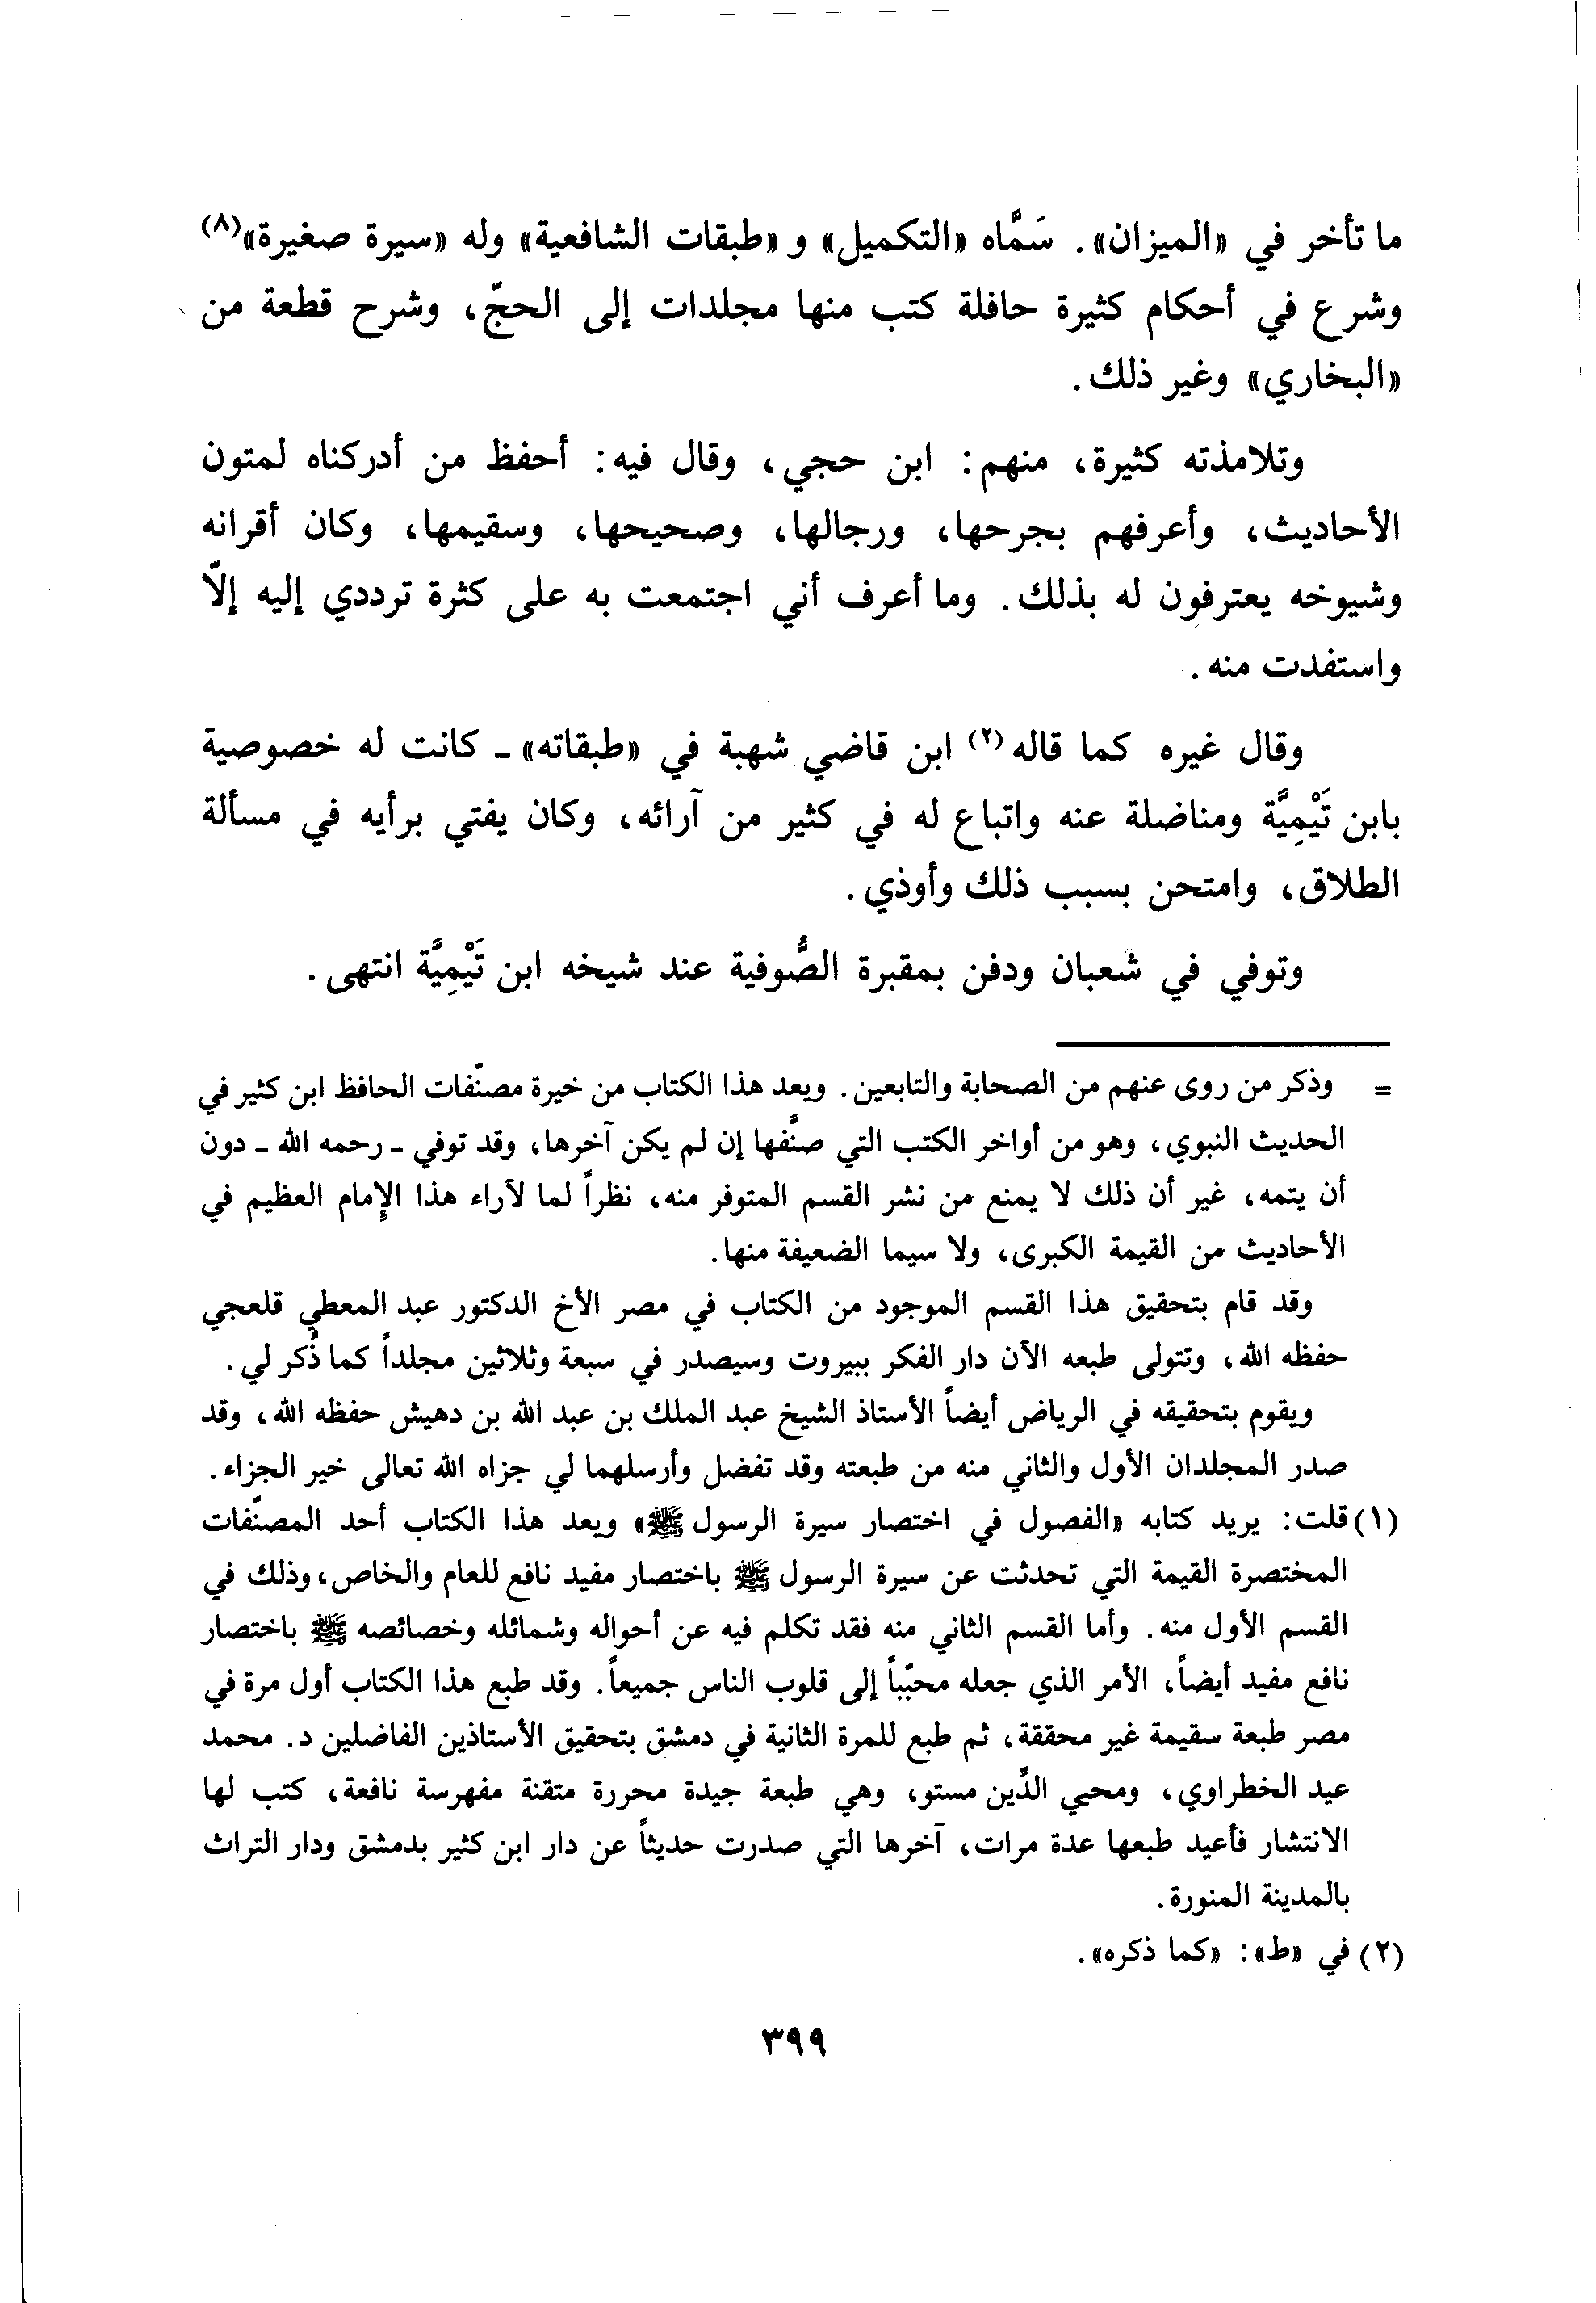 ما تأخر في «الميزان». سَمَّاه «التكميل» و «طبقات الشافعية» وله «سيرة صغيرة»(٨)
وشرع في أحكام كثيرة حافلة كتب منها مجلدات إلى الحجّ، وشرح قطعة من
«البخاري» وغير ذلك.
وتلامذته كثيرة، منهم: ابن حجي، وقال فيه: أحفظ من أدركناه لمتون
الأحاديث، وأعرفهم بجرحها، ورجالها، وصحيحها، وسقيمها، وكان أقرانه
وشيوخه يعترفون له بذلك. وما أعرف أني اجتمعت به على كثرة ترددي إليه إلاّ
واستفدت منه.
وقال غيره كما قاله(٢) ابن قاضي شهبة في «طبقاته» ـ كانت له خصوصية
بابن تَيْمِيَّة ومناضلة عنه واتباع له في كثير من آرائه، وكان يفتي برأيه في مسألة
الطلاق، وامتحن بسبب ذلك وأوذي.
وتوفي في شعبان ودفن بمقبرة الصُّوفية عند شيخه ابن تَيْمِيَّة انتهى.
= وذكر من روى عنهم من الصحابة والتابعين. ويعد هذا الكتاب من خيرة مصنّفات الحافظ ابن كثير في
الحديث النبوي، وهو من أواخر الكتب التي صنَّفها إن لم يكن آخرها، وقد توفي ـ رحمه الله ـ دون
أن يتمه، غير أن ذلك لا يمنع من نشر القسم المتوفر منه، نظراً لما لآراء هذا الإمام العظيم في
الأحاديث من القيمة الكبرى، ولا سيما الضعيفة منها.
وقد قام بتحقيق هذا القسم الموجود من الكتاب في مصر الأخ الدكتور عبد المعطي قلعجي
حفظه الله، وتتولى طبعه الآن دار الفكر ببيروت وسيصدر في سبعة وثلاثين مجلداً كما ذُكر لي.
ويقوم بتحقيقه في الرياض أيضاً الأستاذ الشيخ عبد الملك بن عبد الله بن دهيش حفظه الله، وقد
صدر المجلدان الأول والثاني منه من طبعته وقد تفضل وأرسلهما لي جزاه الله تعالى خير الجزاء.
(١) قلت: يريد كتابه «الفصول في اختصار سيرة الرسول ﷺ» ويعد هذا الكتاب أحد المصنّفات
المختصرة القيمة التي تحدثت عن سيرة الرسول ﷺ باختصار مفيد نافع للعام والخاص، وذلك في
القسم الأول منه. وأما القسم الثاني منه فقد تكلم فيه عن أحواله وشمائله وخصائصه ﷺ باختصار
نافع مفيد أيضاً، الأمر الذي جعله محبّباً إلى قلوب الناس جميعاً. وقد طبع هذا الكتاب أول مرة في
مصر طبعة سقيمة غير محققة، ثم طبع للمرة الثانية في دمشق بتحقيق الأستاذين الفاضلين د. محمد
عيد الخطراوي، ومحيي الدِّين مستو، وهي طبعة جيدة محررة متقنة مفهرسة نافعة، كتب لها
الانتشار فأعيد طبعها عدة مرات، آخرها التي صدرت حديثاً عن دار ابن كثير بدمشق ودار التراث
بالمدينة المنورة.
(٢) في «ط»: «كما ذكره».
٣٩٩